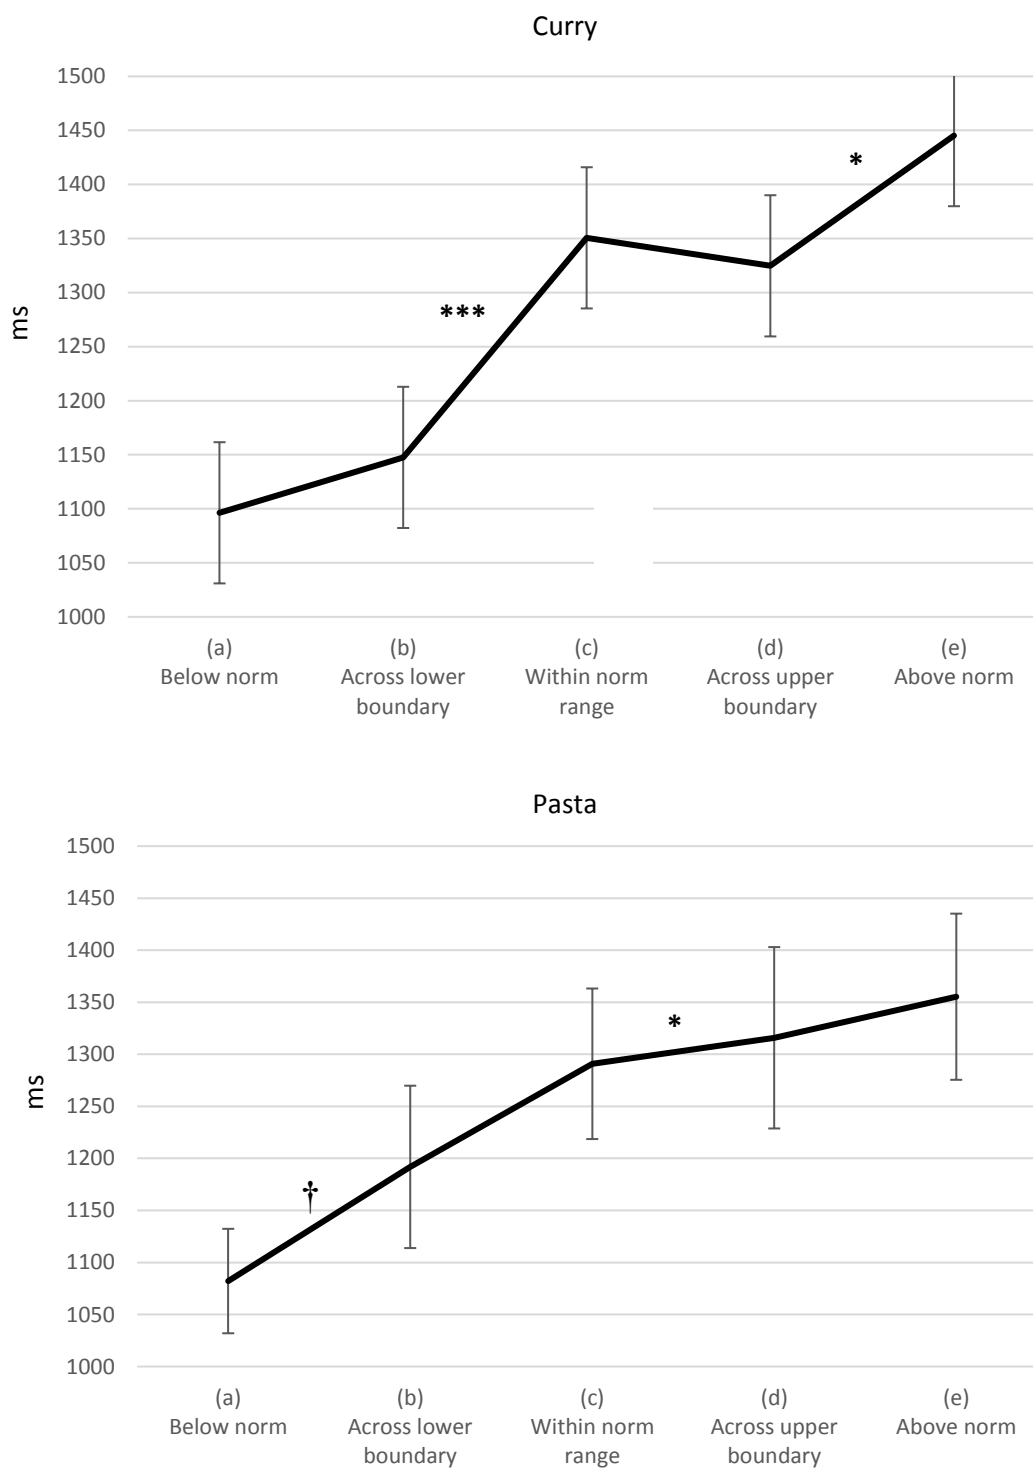 Curry
1500
1450
1400
1350
1300
1250
1200
1150
1100
1050
1000
ms
***
*
(a) (b) (c) (d) (e)
Below norm Across lower Within norm Across upper Above norm
boundary range boundary
Pasta
1500
1450
1400
1350
1300
1250
1200
1150
1100
1050
1000
ms
†
*
(a) (b) (c) (d) (e)
Below norm Across lower Within norm Across upper Above norm
boundary range boundary